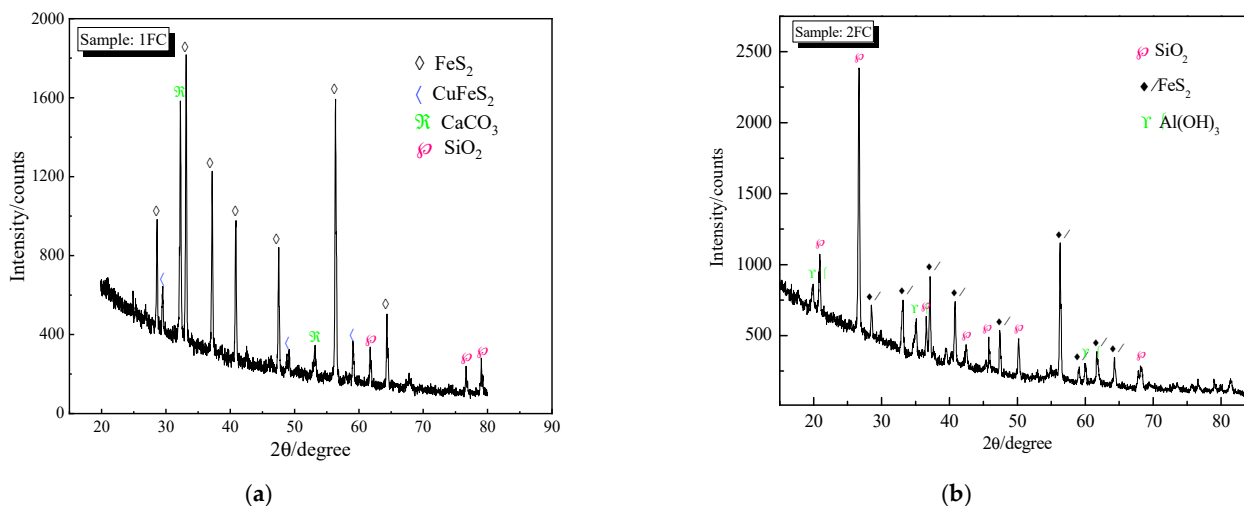 Sample: 1FC
◊ FeS2
〈 CuFeS2
ℜ CaCO3
℘ SiO2
Intensity/counts
2000
1600
1200
800
400
0
20 30 40 50 60 70 80 90
2θ/degree
(a)
Sample: 2FC
℘ SiO2
♦ ∕FeS2
ϒ Al(OH)3
Intensity/counts
2500
2000
1500
1000
500
20 30 40 50 60 70 80
2θ/degree
(b)